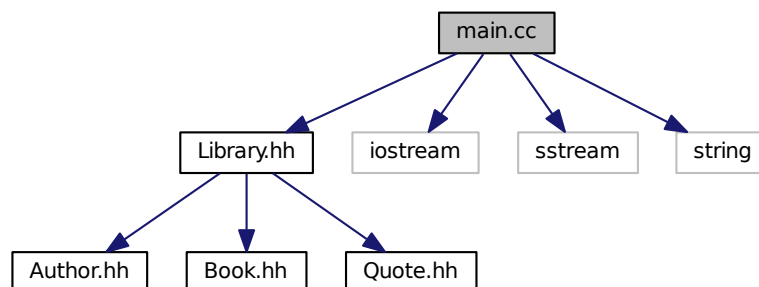 main.cc
Library.hh
iostream
sstream
string
Author.hh
Book.hh
Quote.hh